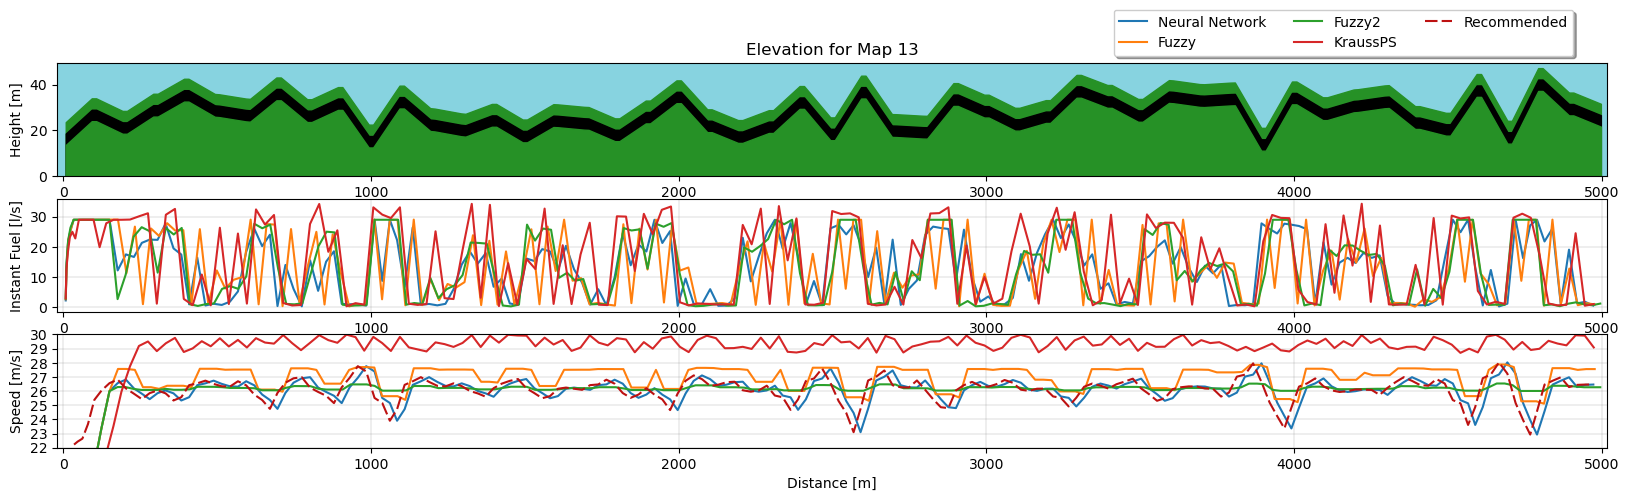 Neural Network Fuzzy2 Recommended
Fuzzy KraussPS
Elevation for Map 13
Height [m]
40
20
0
0 1000 2000 3000 4000 5000
Instant Fuel [l/s]
30
20
10
0
0 1000 2000 3000 4000 5000
Speed [m/s]
30
29
28
27
26
25
24
23
22
0 1000 2000 3000 4000 5000
Distance [m]